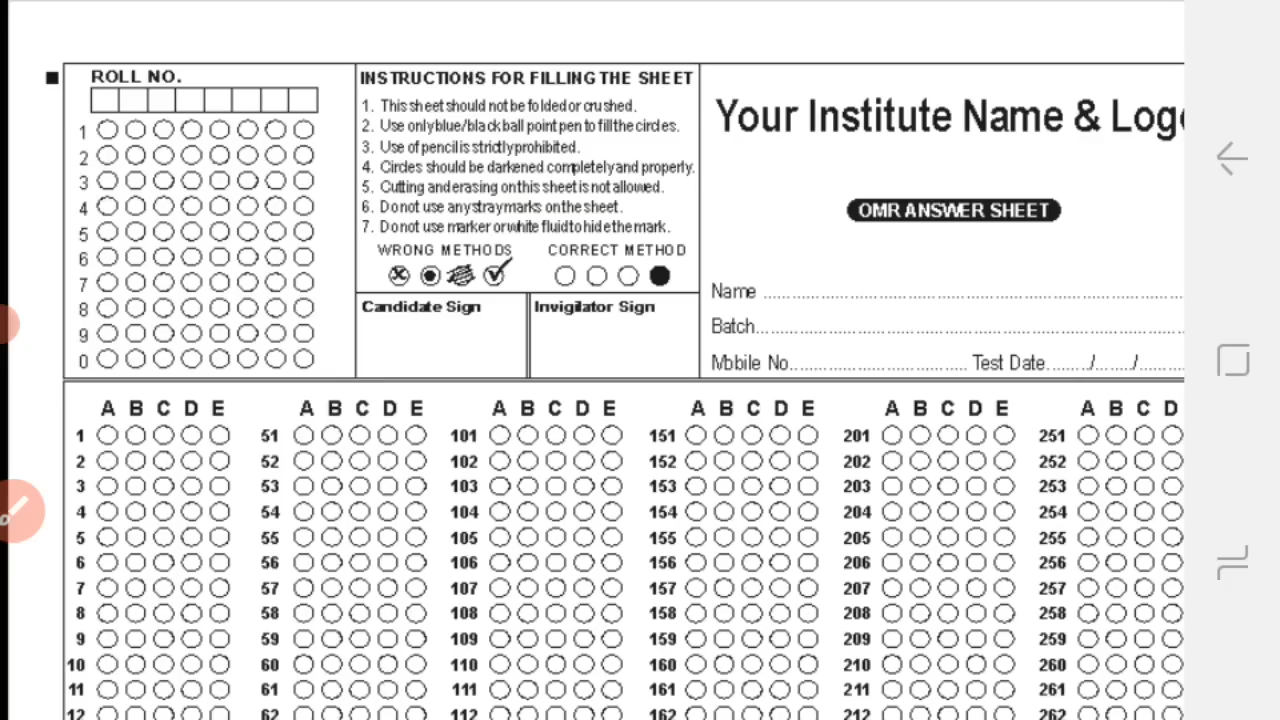 ROLL NO.
1
2
3
4
5
6
7
8
9
0
INSTRUCTIONS FOR FILLING THE SHEET
1. This sheet should not be folded or crushed.
2. Use only blue/black ball point pen to fill the circles.
3. Use of pencil is strictly prohibited.
4. Circles should be darkened completely and properly.
5. Cutting and erasing on this sheet is not allowed.
6. Do not use any stray marks on the sheet.
7. Do not use marker or white fluid to hide the mark.
WRONG METHODS CORRECT METHOD
Candidate Sign Invigilator Sign
Your Institute Name &
OMR ANSWER SHEET
Name ..........................................................................
Batch...........................................................................
Mobile No.................................... Test Date......../......../.........
A B C D E A B C D E A B C D E A B C D E A B C D E A B C D
1 51 101 151 201 251
2 52 102 152 202 252
3 53 103 153 203 253
4 54 104 154 204 254
5 55 105 155 205 255
6 56 106 156 206 256
7 57 107 157 207 257
8 58 108 158 208 258
9 59 109 159 209 259
10 60 110 160 210 260
11 61 111 161 211 261
12 62 112 162 212 262